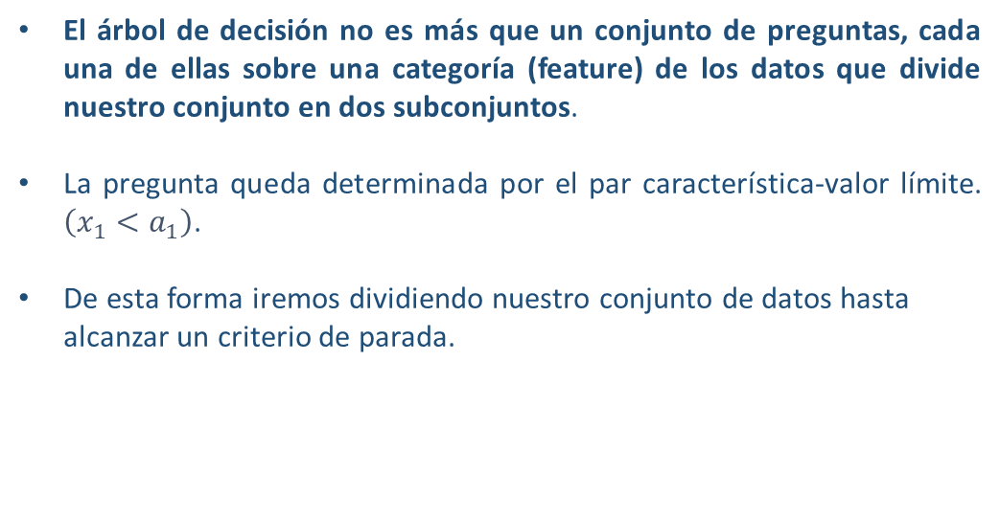 • El árbol de decisión no es más que un conjunto de preguntas, cada
una de ellas sobre una categoría (feature) de los datos que divide
nuestro conjunto en dos subconjuntos.
• La pregunta queda determinada por el par característica-valor límite.
(x₁ < a₁).
• De esta forma iremos dividiendo nuestro conjunto de datos hasta
alcanzar un criterio de parada.